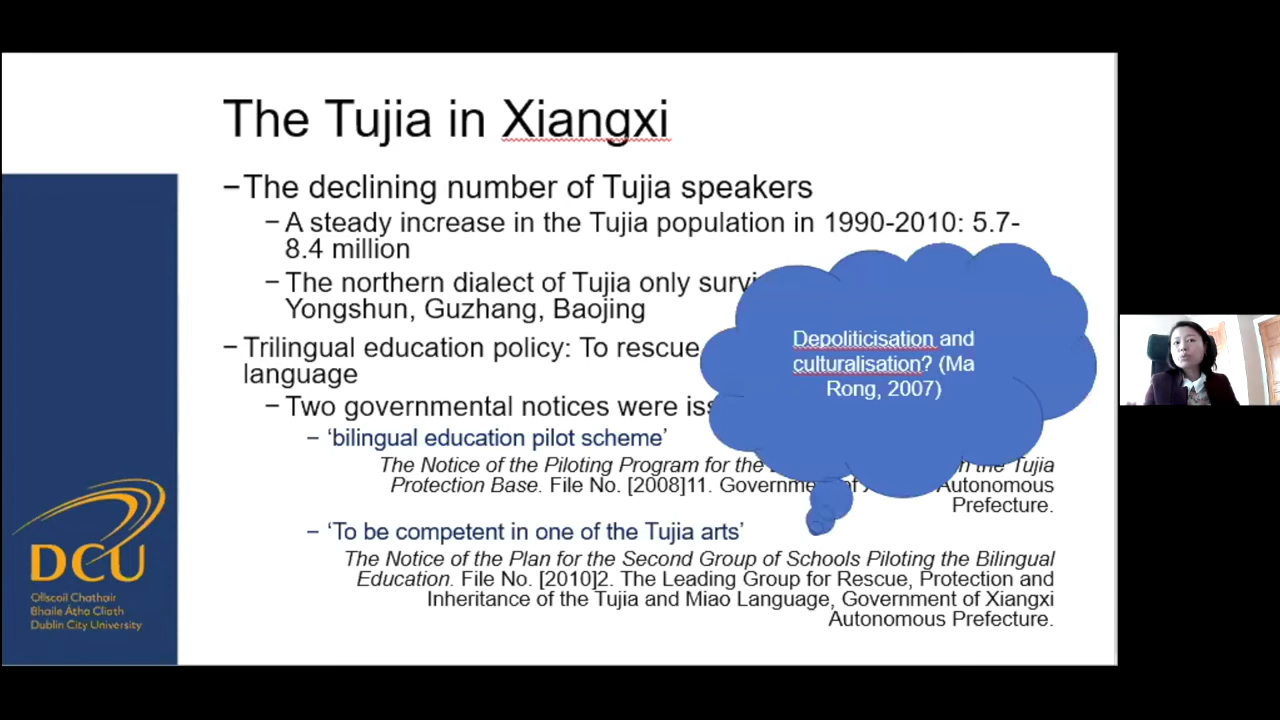 The Tujia in Xiangxi
−The declining number of Tujia speakers
− A steady increase in the Tujia population in 1990-2010: 5.7-
8.4 million
− The northern dialect of Tujia only
Yongshun, Guzhang, Baojing
− Trilingual education policy: To rescue
language
− Two governmental notices were
− 'bilingual education pilot scheme'
The Notice of the Piloting Program for the the Tujia
Protection Base. File No. [2008]11. Autonomous
Prefecture.
− 'To be competent in one of the Tujia arts'
The Notice of the Plan for the Second Group of Schools Piloting the Bilingual
Education. File No. [2010]2. The Leading Group for Rescue, Protection and
Inheritance of the Tujia and Miao Language, Government of Xiangxi
Autonomous Prefecture.
Depoliticisation and
culturalisation? (Ma
Rong, 2007)
DCU
Ollscoil Chathair
Bhaile Átha Cliath
Dublin City University